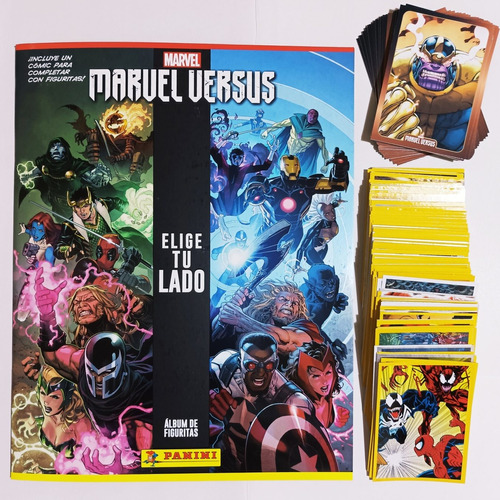 ¡INCLUYE UN
CÓMIC PARA
COMPLETAR
CON FIGURITAS!
MARVEL
MARVEL VERSUS
ELIGE
TU
LADO
ÁLBUM DE
FIGURITAS
PANINI
MARVEL VERSUS